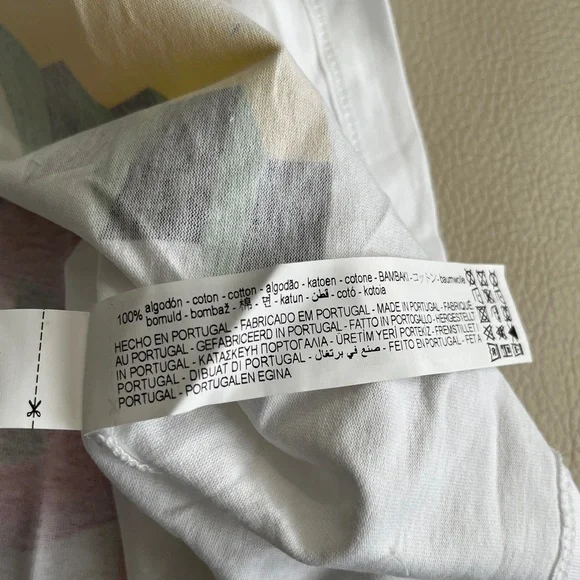 100% algodón - coton - cotton - algodão - katoen - cotone - BAMBAKI - コットン - baumwolle
bomuld - bombaž - 棉 - 면 - katun - قطن - cotó - kotoia
HECHO EN PORTUGAL - FABRICADO EM PORTUGAL - MADE IN PORTUGAL - FABRIQUÉ
AU PORTUGAL - GEFABRICEERD IN PORTUGAL - FATTO IN PORTOGALLO - HERGESTELLT
IN PORTUGAL - ΚΑΤΑΣΚΕΥΗ ΠΟΡΤΟΓΑΛΙΑ - ÜRETİM YERİ PORTEKİZ - FREMSTILLET I
PORTUGAL - DIBUAT DI PORTUGAL - صنع في برتغال - FEITO EN PORTUGAL - FET A
PORTUGAL - PORTUGALEN EGINA